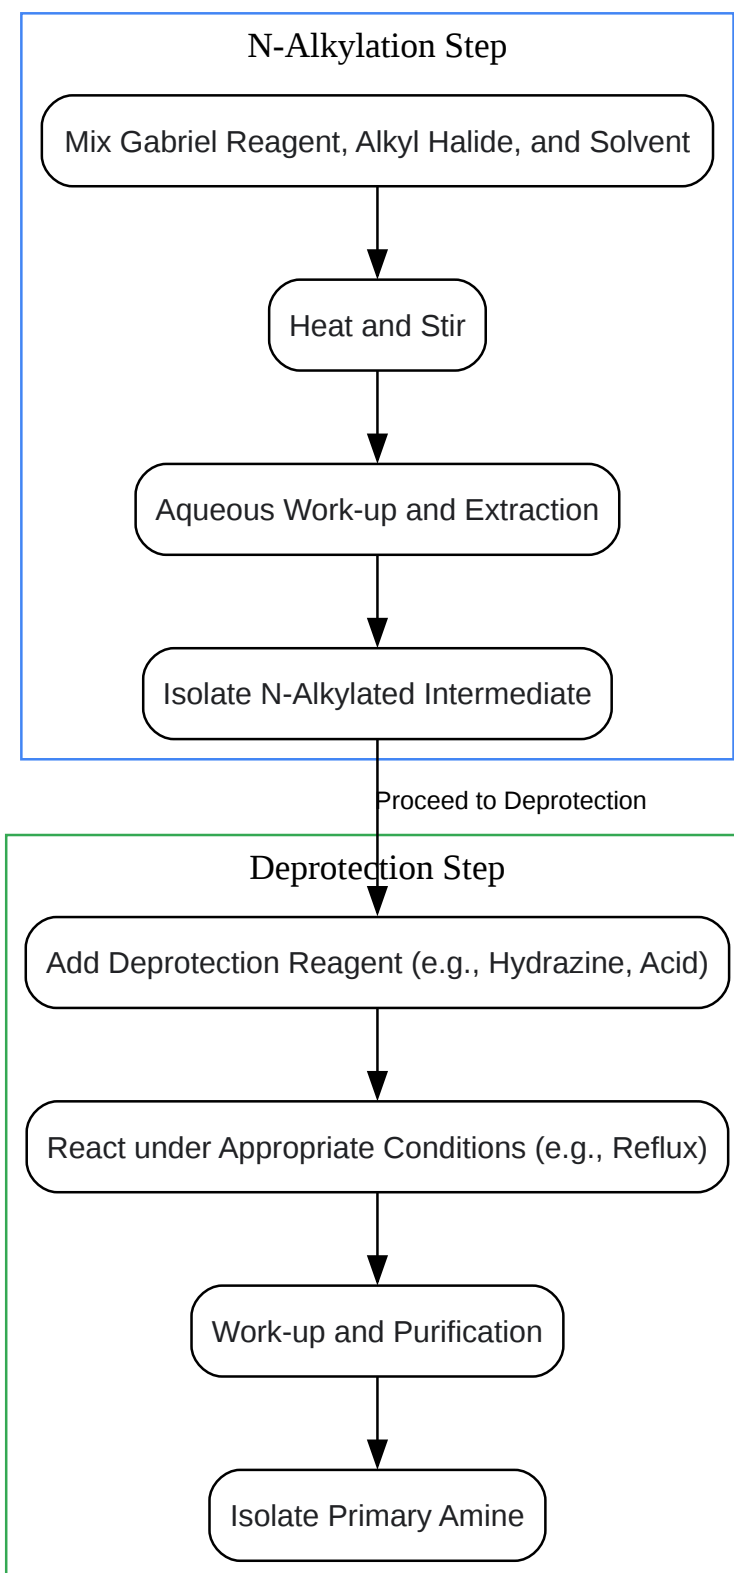 N-Alkylation Step
Mix Gabriel Reagent, Alkyl Halide, and Solvent
Heat and Stir
Aqueous Work-up and Extraction
Isolate N-Alkylated Intermediate
Proceed to Deprotection
Deprotection Step
Add Deprotection Reagent (e.g., Hydrazine, Acid)
React under Appropriate Conditions (e.g., Reflux)
Work-up and Purification
Isolate Primary Amine